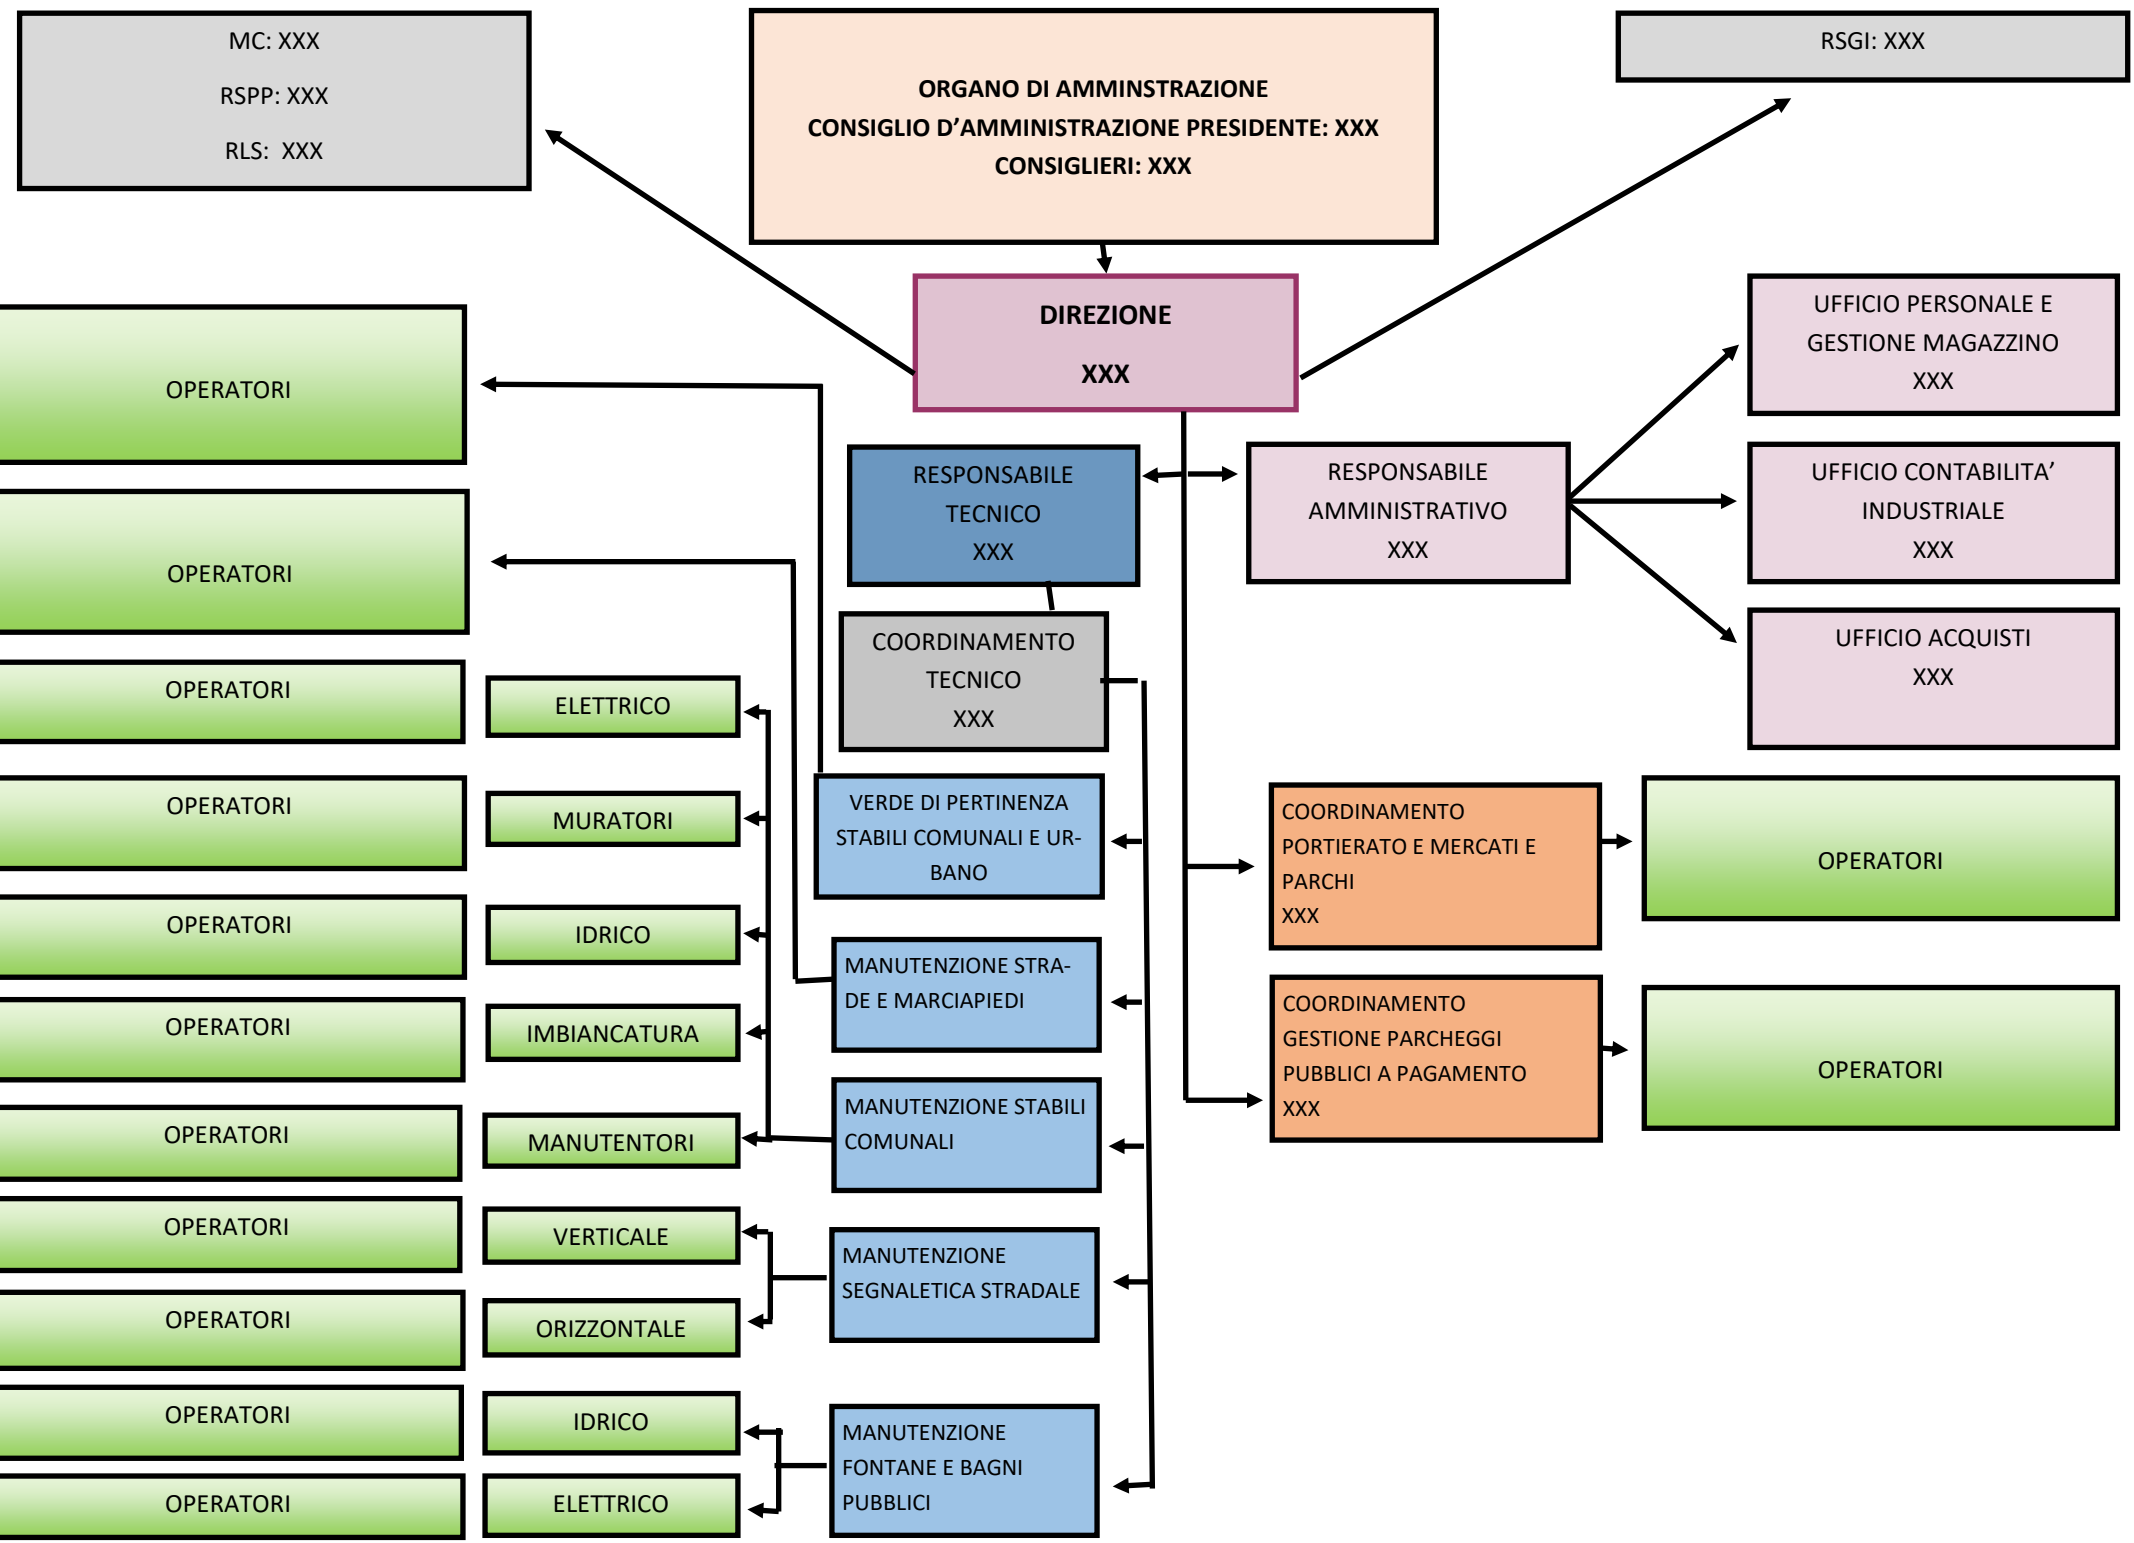 MC: XXX
RSPP: XXX
RLS: XXX
ORGANO DI AMMINSTRAZIONE
CONSIGLIO D’AMMINISTRAZIONE PRESIDENTE: XXX
CONSIGLIERI: XXX
RSGI: XXX
DIREZIONE
XXX
UFFICIO PERSONALE E
GESTIONE MAGAZZINO
XXX
OPERATORI
RESPONSABILE
TECNICO
XXX
RESPONSABILE
AMMINISTRATIVO
XXX
UFFICIO CONTABILITA’
INDUSTRIALE
XXX
OPERATORI
COORDINAMENTO
TECNICO
XXX
UFFICIO ACQUISTI
XXX
OPERATORI
ELETTRICO
OPERATORI
MURATORI
VERDE DI PERTINENZA
STABILI COMUNALI E UR-
BANO
COORDINAMENTO
PORTIERATO E MERCATI E
PARCHI
XXX
OPERATORI
OPERATORI
IDRICO
MANUTENZIONE STRA-
DE E MARCIAPIEDI
COORDINAMENTO
GESTIONE PARCHEGGI
PUBBLICI A PAGAMENTO
XXX
OPERATORI
OPERATORI
IMBIANCATURA
MANUTENZIONE STABILI
COMUNALI
OPERATORI
MANUTENTORI
OPERATORI
VERTICALE
MANUTENZIONE
SEGNALETICA STRADALE
OPERATORI
ORIZZONTALE
OPERATORI
IDRICO
MANUTENZIONE
FONTANE E BAGNI
PUBBLICI
OPERATORI
ELETTRICO